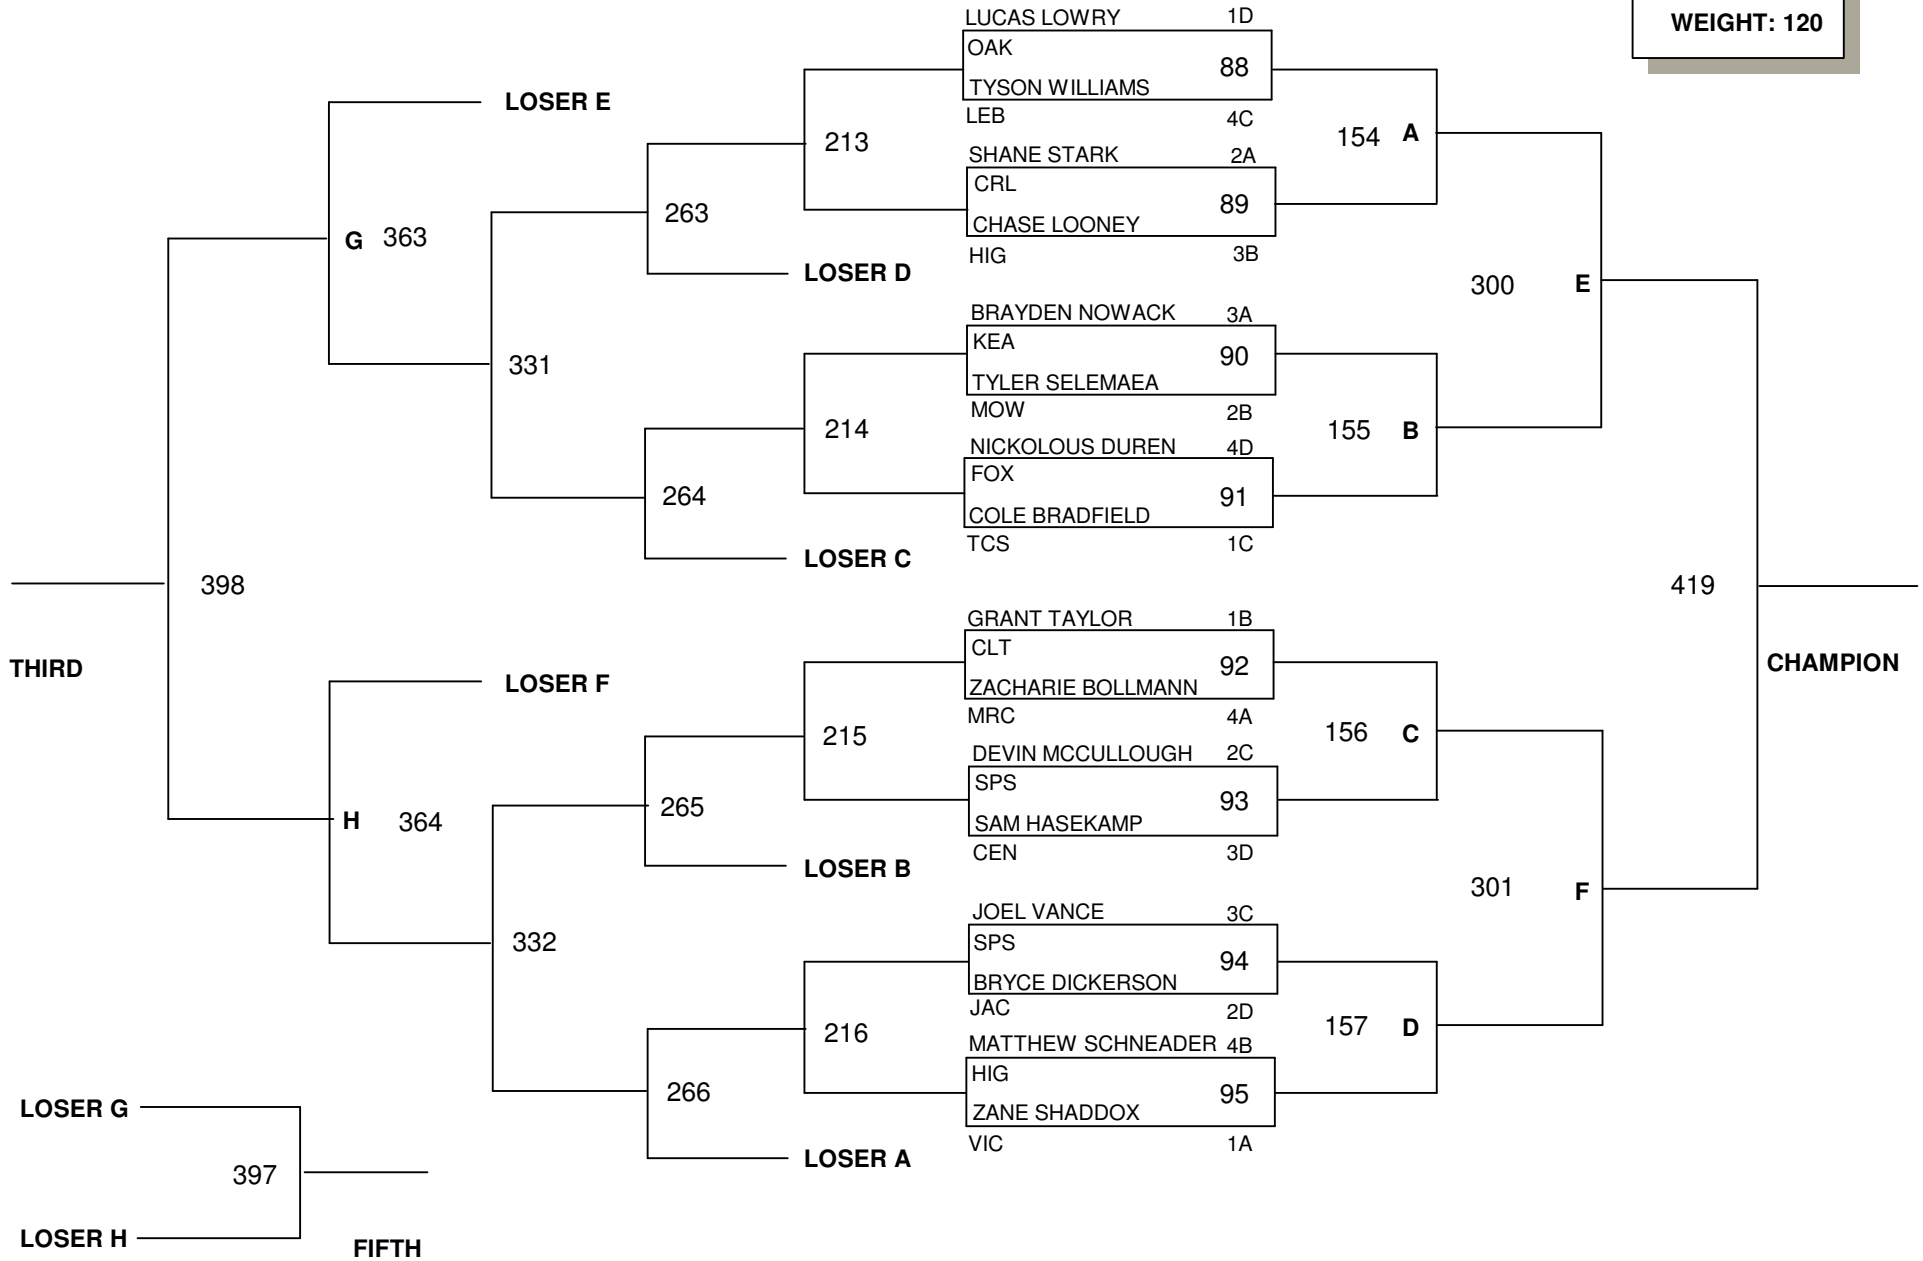 WEIGHT: 120
LUCAS LOWRY 1D
OAK
88
TYSON WILLIAMS
LEB 4C
SHANE STARK 2A
CRL
89
CHASE LOONEY
HIG 3B
BRAYDEN NOWACK 3A
KEA
90
TYLER SELEMAEA
MOW 2B
NICKOLOUS DUREN 4D
FOX
91
COLE BRADFIELD
TCS 1C
GRANT TAYLOR 1B
CLT
92
ZACHARIE BOLLMANN
MRC 4A
DEVIN MCCULLOUGH 2C
SPS
93
SAM HASEKAMP
CEN 3D
JOEL VANCE 3C
SPS
94
BRYCE DICKERSON
JAC 2D
MATTHEW SCHNEADER 4B
HIG
95
ZANE SHADDOX
VIC 1A
154 A
155 B
156 C
157 D
300 E
301 F
419
CHAMPION
213
214
215
216
263
LOSER D
264
LOSER C
265
LOSER B
266
LOSER A
331
332
LOSER E
G 363
LOSER F
H 364
398
THIRD
LOSER G
397
LOSER H
FIFTH